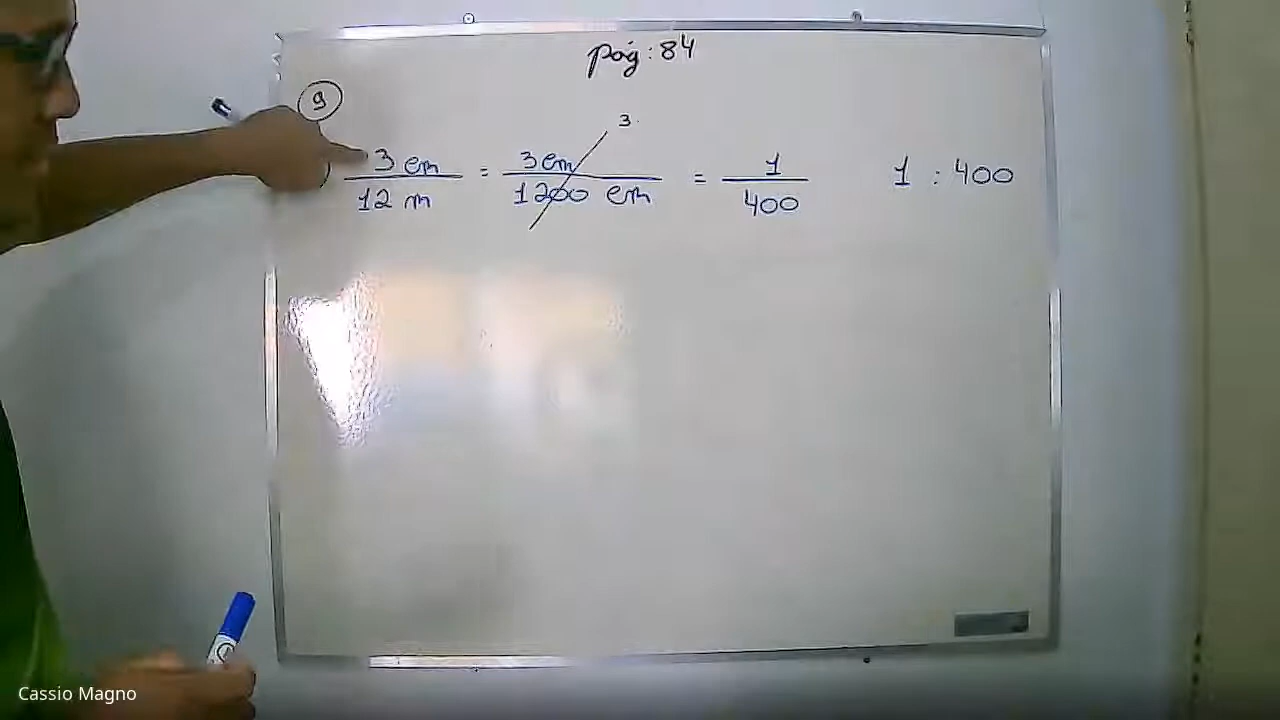 pág: 84
9
3 cm / 12 m = 3 cm / 1200 cm = 1 / 400 1 : 400
3
Cassio Magno